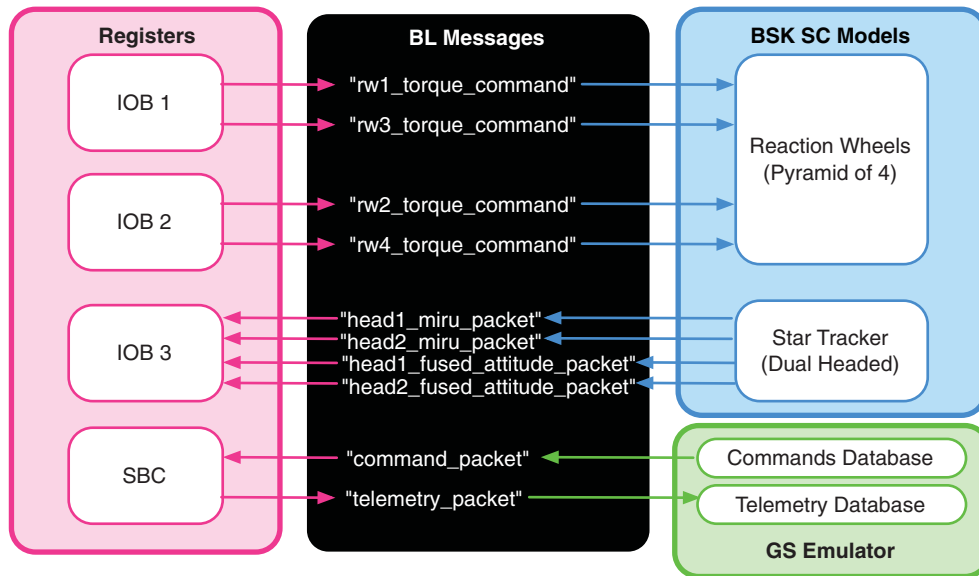 Registers
BL Messages
BSK SC Models
IOB 1
"rw1_torque_command"
"rw3_torque_command"
Reaction Wheels
(Pyramid of 4)
IOB 2
"rw2_torque_command"
"rw4_torque_command"
IOB 3
"head1_miru_packet"
"head2_miru_packet"
"head1_fused_attitude_packet"
"head2_fused_attitude_packet"
Star Tracker
(Dual Headed)
SBC
"command_packet"
"telemetry_packet"
Commands Database
Telemetry Database
GS Emulator